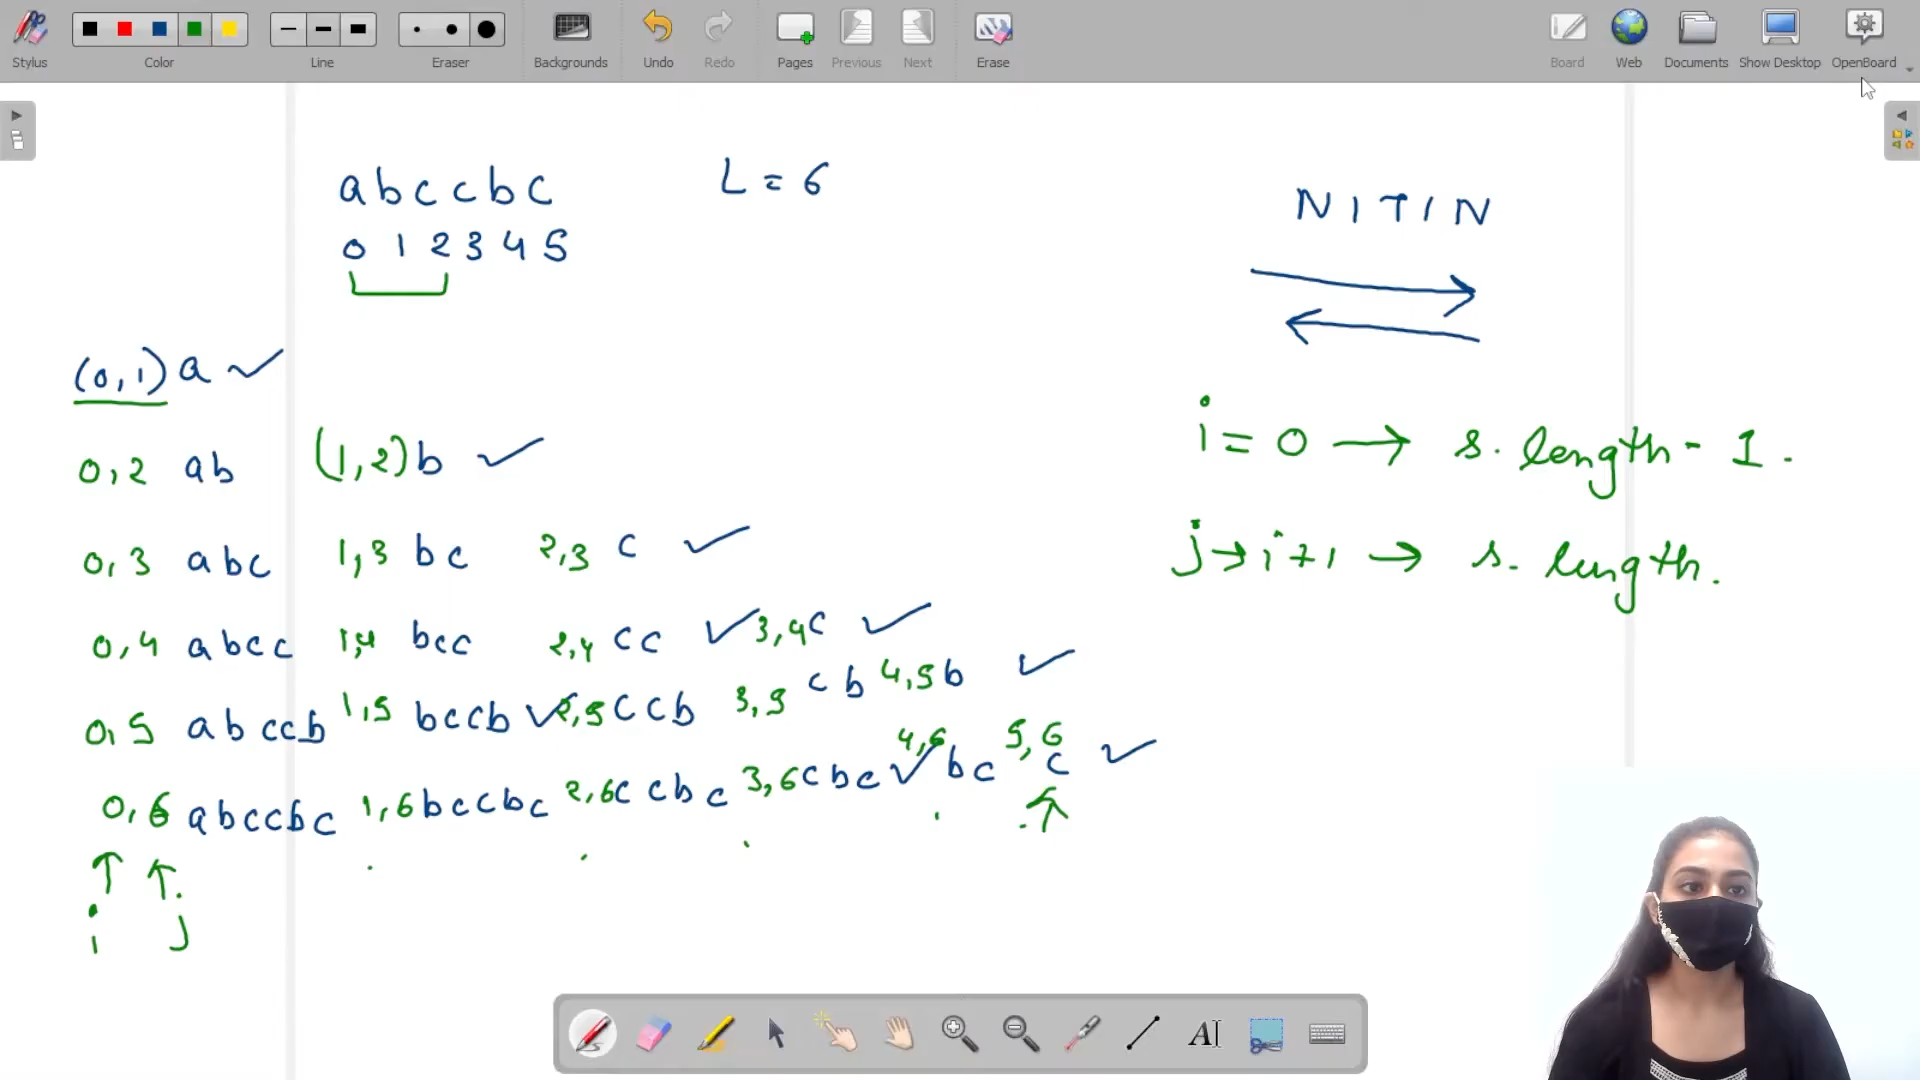 Stylus Color Line Eraser Backgrounds Undo Redo Pages Previous Next Erase Board Web Documents Show Desktop OpenBoard
abccbc L = 6
0 1 2 3 4 5
NITIN
(0,1) a ✓
0,2 ab (1,2) b ✓
0,3 abc 1,3 bc 2,3 c ✓
0,4 abcc 1,4 bcc 2,4 cc ✓ 3,4 c ✓
0,5 abccb 1,5 bccb ✓ 2,5 ccb 3,5 cb 4,5 b ✓
0,6 abccbc 1,6 bccbc 2,6 ccbc 3,6 cbc ✓ 4,6 bc 5,6 c ✓
i j
i = 0 → s. length - 1.
j → i+1 → s. length.